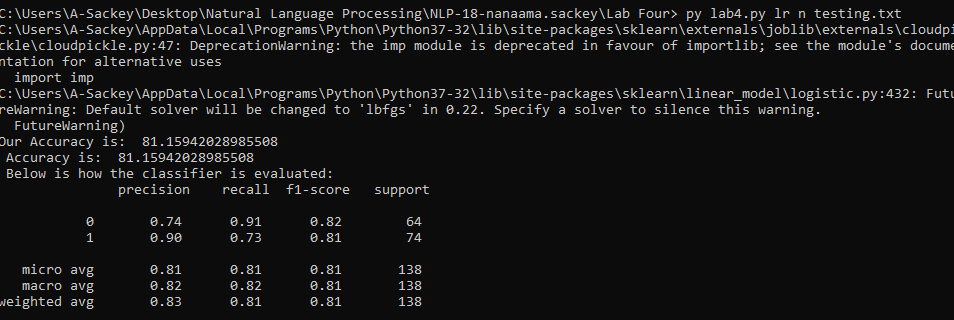 C:\Users\A-Sackey\Desktop\Natural Language Processing\NLP-18-nanaama.sackey\Lab Four> py lab4.py lr n testing.txt
C:\Users\A-Sackey\AppData\Local\Programs\Python\Python37-32\lib\site-packages\sklearn\externals\joblib\externals\cloudpi
ckle\cloudpickle.py:47: DeprecationWarning: the imp module is deprecated in favour of importlib; see the module's docume
ntation for alternative uses
import imp
C:\Users\A-Sackey\AppData\Local\Programs\Python\Python37-32\lib\site-packages\sklearn\linear_model\logistic.py:432: Futu
reWarning: Default solver will be changed to 'lbfgs' in 0.22. Specify a solver to silence this warning.
FutureWarning)
Our Accuracy is:  81.15942028985508
Accuracy is:  81.15942028985508
Below is how the classifier is evaluated:
precision recall f1-score support
0 0.74 0.91 0.82 64
1 0.90 0.73 0.81 74
micro avg 0.81 0.81 0.81 138
macro avg 0.82 0.82 0.81 138
weighted avg 0.83 0.81 0.81 138